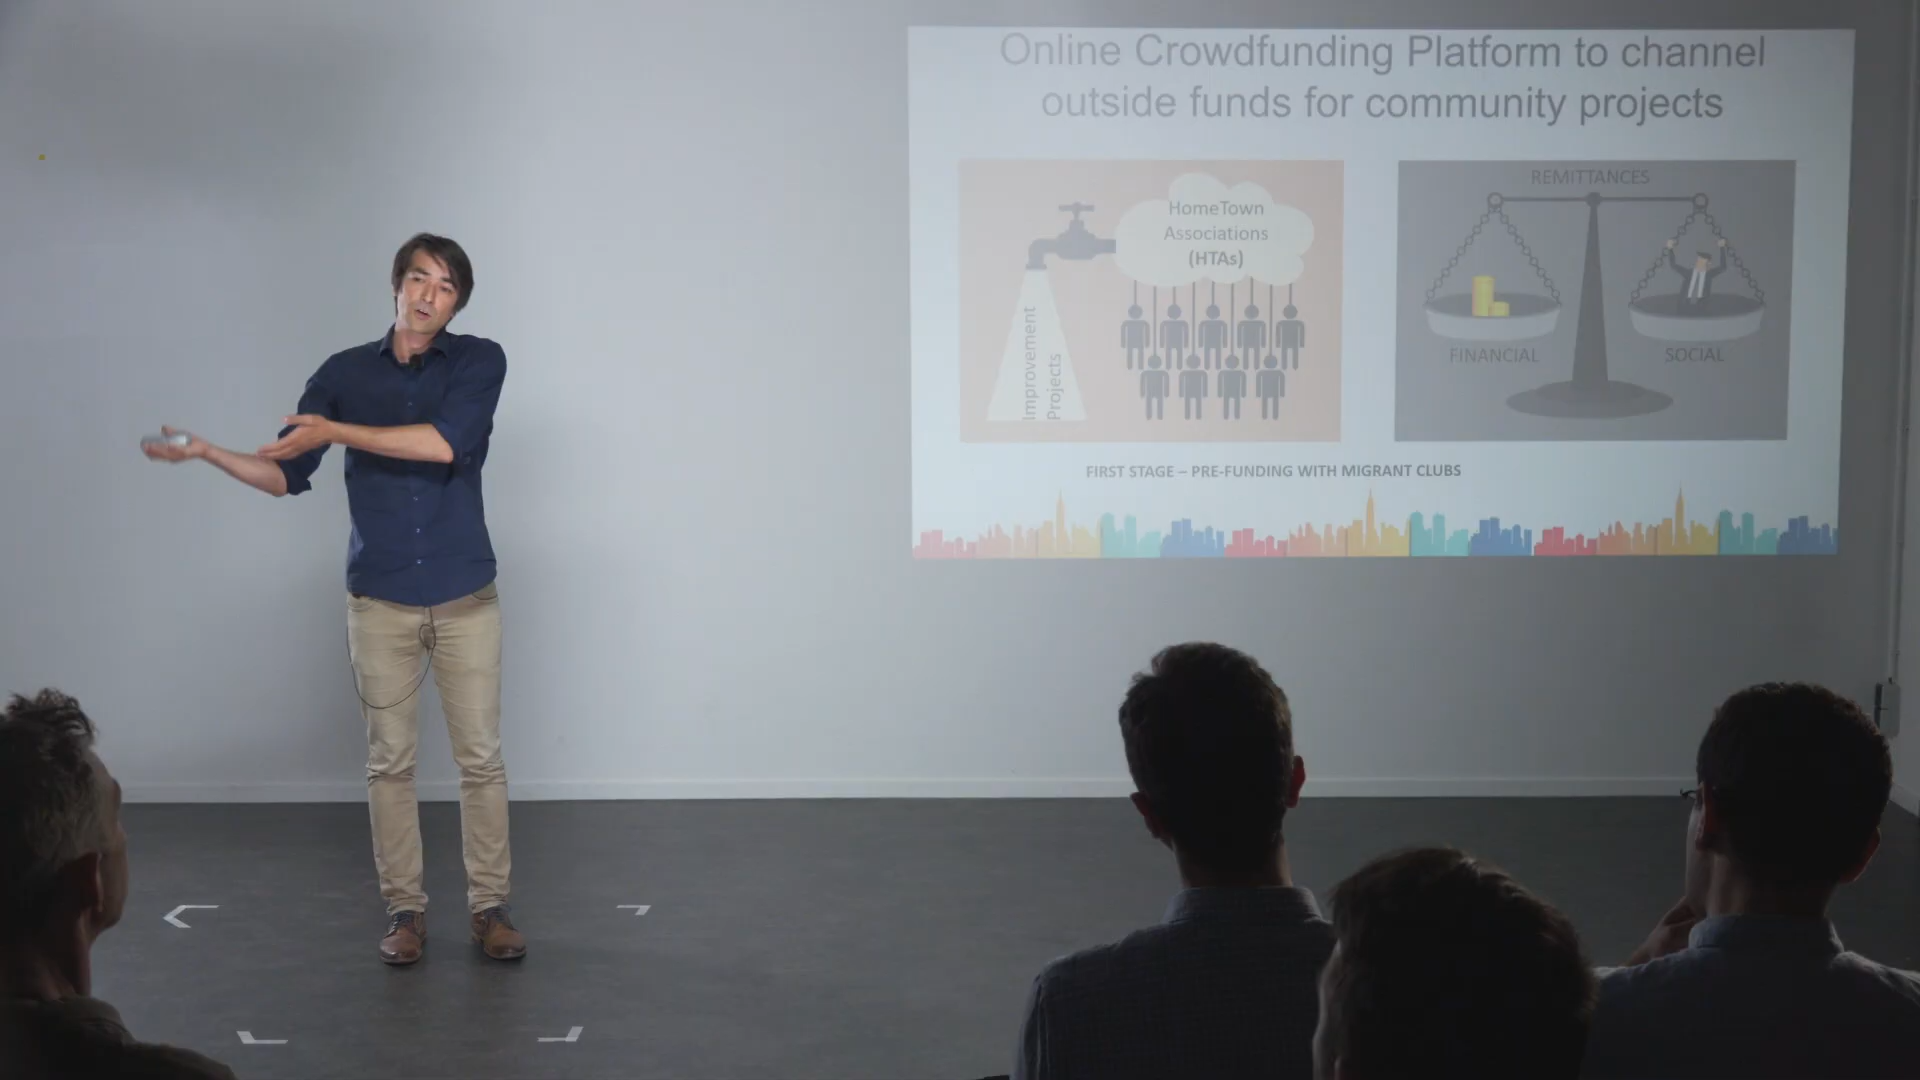 Online Crowdfunding Platform to channel
outside funds for community projects
HomeTown
Associations
(HTAs)
Improvement
Projects
REMITTANCES
FINANCIAL
SOCIAL
FIRST STAGE – PRE-FUNDING WITH MIGRANT CLUBS